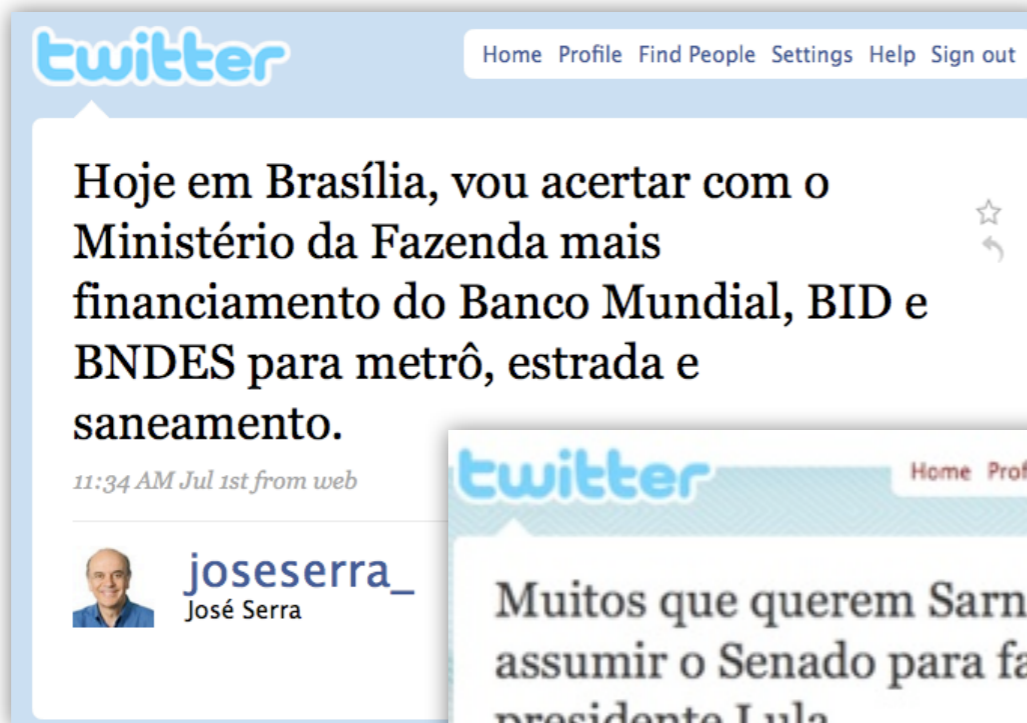 twitter
Home Profile Find People Settings Help Sign out
Hoje em Brasília, vou acertar com o
Ministério da Fazenda mais
financiamento do Banco Mundial, BID e
BNDES para metrô, estrada e
saneamento.
11:34 AM Jul 1st from web
joseserra_
José Serra
twitter
Home
Muitos que querem
assumir o Senado para
presidente Lula